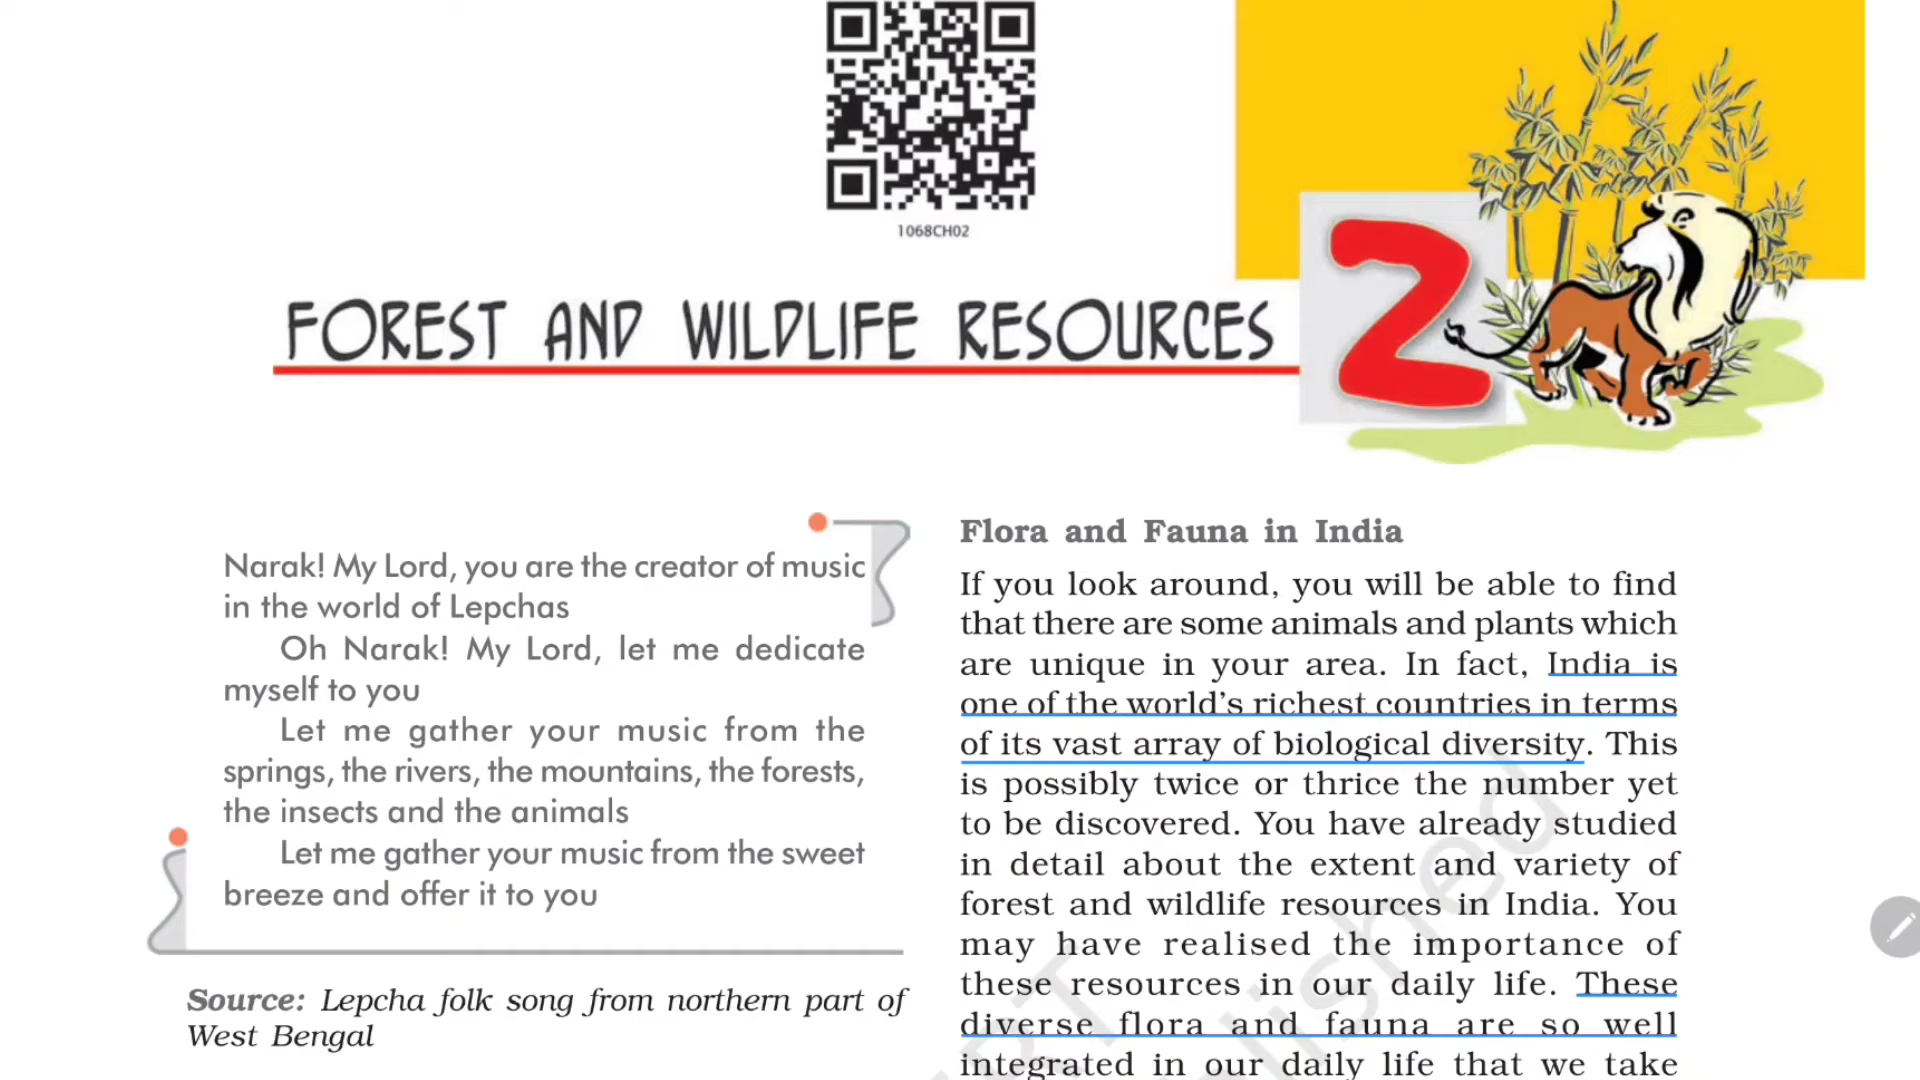 1068CH02
FOREST AND WILDLIFE RESOURCES
2
Narak! My Lord, you are the creator of music
in the world of Lepchas
Oh Narak! My Lord, let me dedicate
myself to you
Let me gather your music from the
springs, the rivers, the mountains, the forests,
the insects and the animals
Let me gather your music from the sweet
breeze and offer it to you
Source: Lepcha folk song from northern part of
West Bengal
Flora and Fauna in India
If you look around, you will be able to find
that there are some animals and plants which
are unique in your area. In fact, India is
one of the world's richest countries in terms
of its vast array of biological diversity. This
is possibly twice or thrice the number yet
to be discovered. You have already studied
in detail about the extent and variety of
forest and wildlife resources in India. You
may have realised the importance of
these resources in our daily life. These
diverse flora and fauna are so well
integrated in our daily life that we take